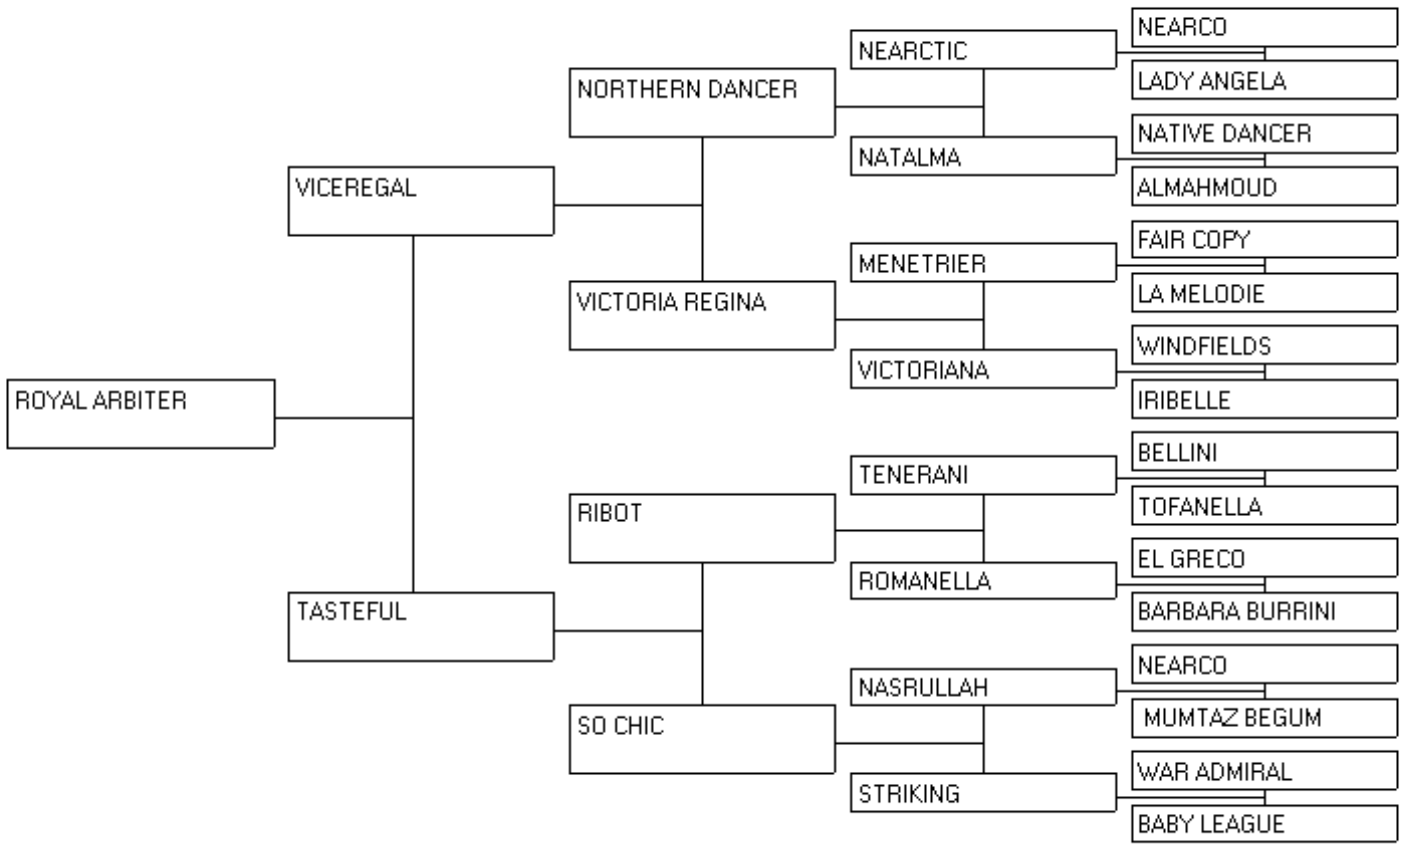 NEARCO
NEARCTIC
LADY ANGELA
NORTHERN DANCER
NATIVE DANCER
NATALMA
ALMAHMOUD
VICEREGAL
FAIR COPY
MENETRIER
LA MELODIE
VICTORIA REGINA
WINDFIELDS
VICTORIANA
IRIBELLE
ROYAL ARBITER
BELLINI
TENERANI
TOFANELLA
RIBOT
EL GRECO
ROMANELLA
BARBARA BURRINI
TASTEFUL
NEARCO
NASRULLAH
MUMTAZ BEGUM
SO CHIC
WAR ADMIRAL
STRIKING
BABY LEAGUE